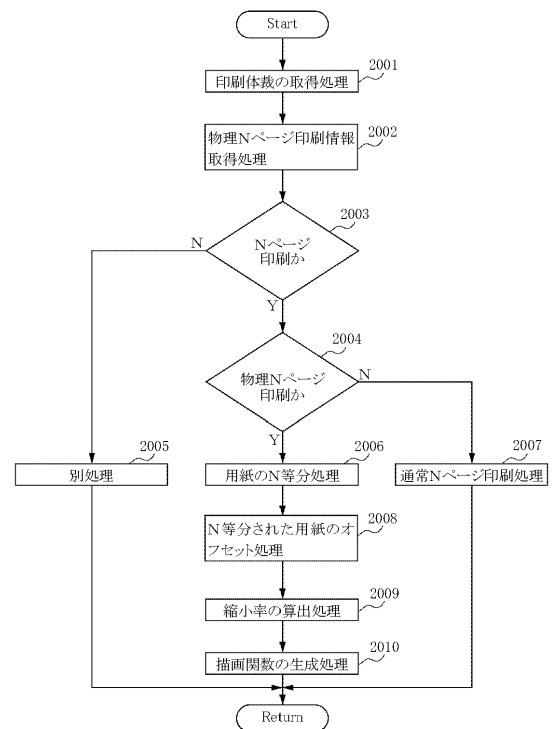 Start
2001
印刷体裁の取得処理
2002
物理Nページ印刷情報
取得処理
2003
Nページ
印刷か
N
Y
2004
物理Nページ
印刷か
N
Y
2005
別処理
2006
用紙のN等分処理
2007
通常Nページ印刷処理
2008
N等分された用紙のオ
フセット処理
2009
縮小率の算出処理
2010
描画関数の生成処理
Return